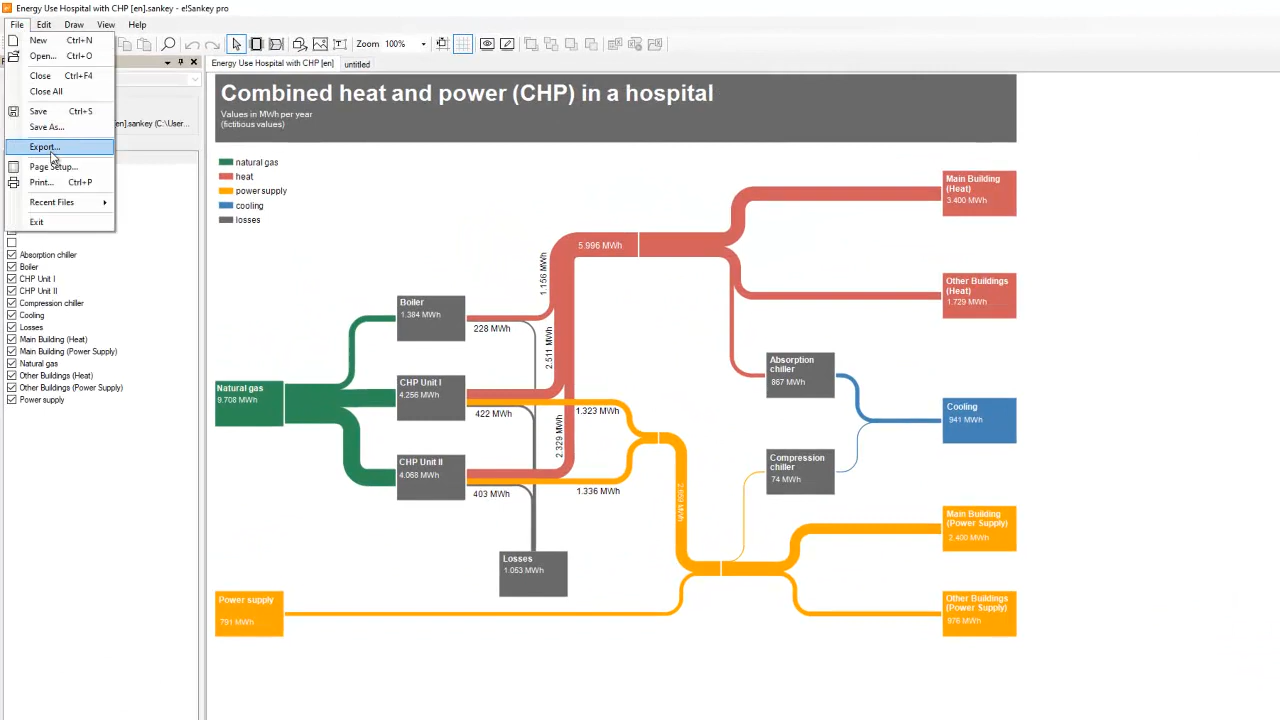 Energy Use Hospital with CHP [en].sankey - e!Sankey pro
File Edit Draw View Help
New Ctrl+N
Open... Ctrl+O
Close Ctrl+F4
Close All
Save Ctrl+S
Save As...
Export...
Page Setup...
Print... Ctrl+P
Recent Files
Exit
Zoom 100%
[en].sankey (C:\User...
Absorption chiller
Boiler
CHP Unit I
CHP Unit II
Compression chiller
Cooling
Losses
Main Building (Heat)
Main Building (Power Supply)
Natural gas
Other Buildings (Heat)
Other Buildings (Power Supply)
Power supply
Energy Use Hospital with CHP [en] untitled
Combined heat and power (CHP) in a hospital
Values in MWh per year
(fictitious values)
natural gas
heat
power supply
cooling
losses
Main Building
(Heat)
3.400 MWh
5.996 MWh
1.156 MWh
Other Buildings
(Heat)
1.729 MWh
Boiler
1.384 MWh
228 MWh
2.511 MWh
Absorption
chiller
867 MWh
Natural gas
9.708 MWh
CHP Unit I
4.256 MWh
422 MWh
1.323 MWh
Cooling
941 MWh
2.329 MWh
CHP Unit II
4.068 MWh
403 MWh
1.336 MWh
Compression
chiller
74 MWh
Main Building
(Power Supply)
2.400 MWh
Losses
1.053 MWh
Power supply
791 MWh
Other Buildings
(Power Supply)
976 MWh